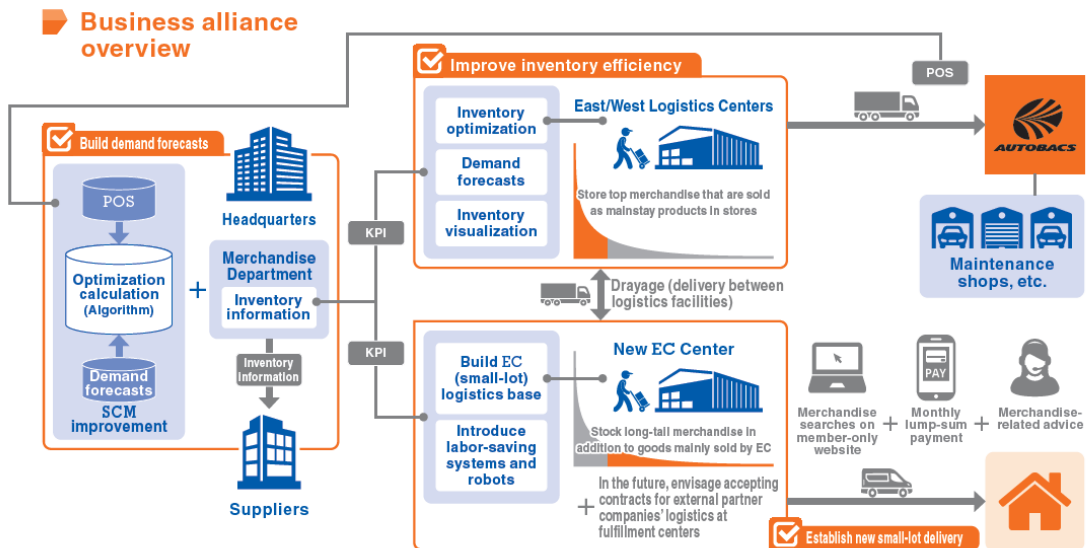 Business alliance
overview
Improve inventory efficiency
POS
Inventory
optimization
Demand
forecasts
Inventory
visualization
East/West Logistics Centers
Store top merchandise that are sold
as mainstay products in stores
AUTOBACS
Maintenance
shops, etc.
Build demand forecasts
POS
Optimization
calculation
(Algorithm)
Demand
forecasts
SCM
improvement
+
Headquarters
Merchandise
Department
Inventory
information
Inventory
Information
Suppliers
KPI
KPI
Drayage (delivery between
logistics facilities)
Build EC
(small-lot)
logistics base
Introduce
labor-saving
systems and
robots
New EC Center
Stock long-tail merchandise in
addition to goods mainly sold by EC
+
In the future, envisage accepting
contracts for external partner
companies' logistics at
fulfillment centers
Establish new small-lot delivery
Merchandise
searches on
member-only
website
+
PAY
Monthly
lump-sum
payment
+
Merchandise-
related advice